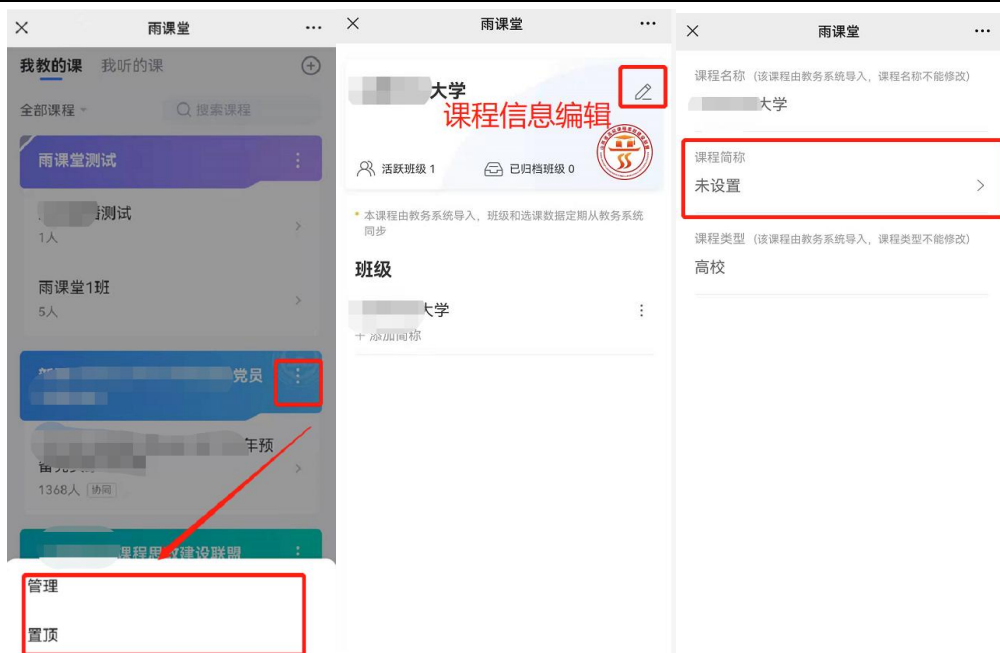 雨课堂
我教的课 我听的课
全部课程 搜索课程
雨课堂测试
测试
1人
雨课堂1班
5人
党员
年预
1368人 协同
课程思政建设联盟
管理
置顶
雨课堂
大学
课程信息编辑
活跃班级 1 已归档班级 0
* 本课程由教务系统导入，班级和选课数据定期从教务系统
同步
班级
大学
+ 添加简称
雨课堂
课程名称（该课程由教务系统导入，课程名称不能修改）
大学
课程简称
未设置
课程类型（该课程由教务系统导入，课程类型不能修改）
高校